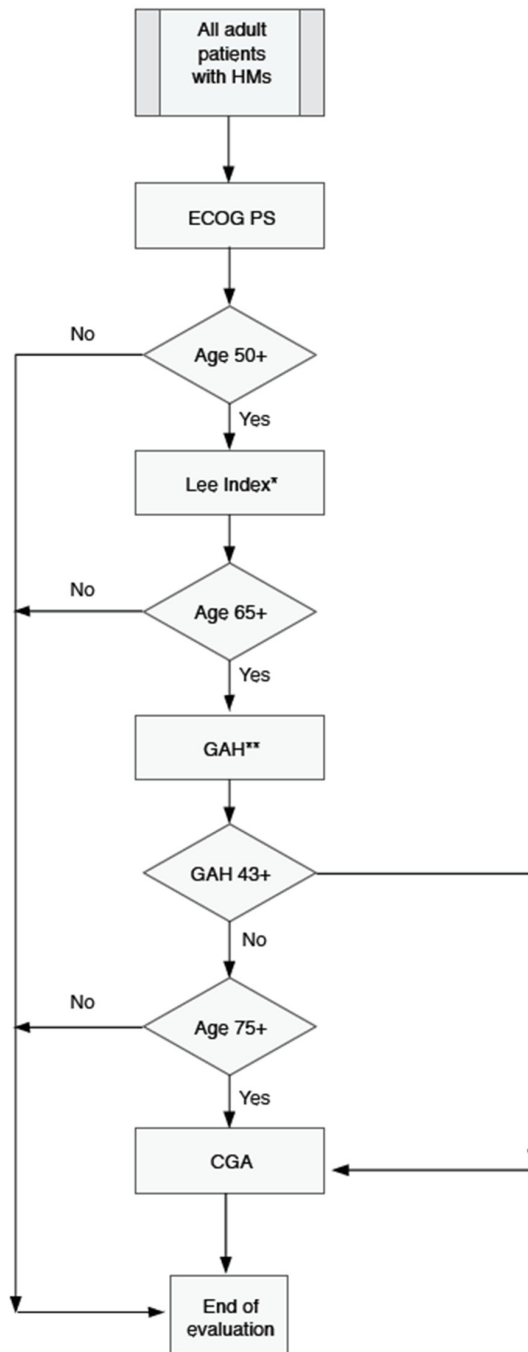 All adult
patients
with HMs
ECOG PS
No
Age 50+
Yes
Lee Index*
No
Age 65+
Yes
GAH**
GAH 43+
No
No
Age 75+
Yes
CGA
End of
evaluation